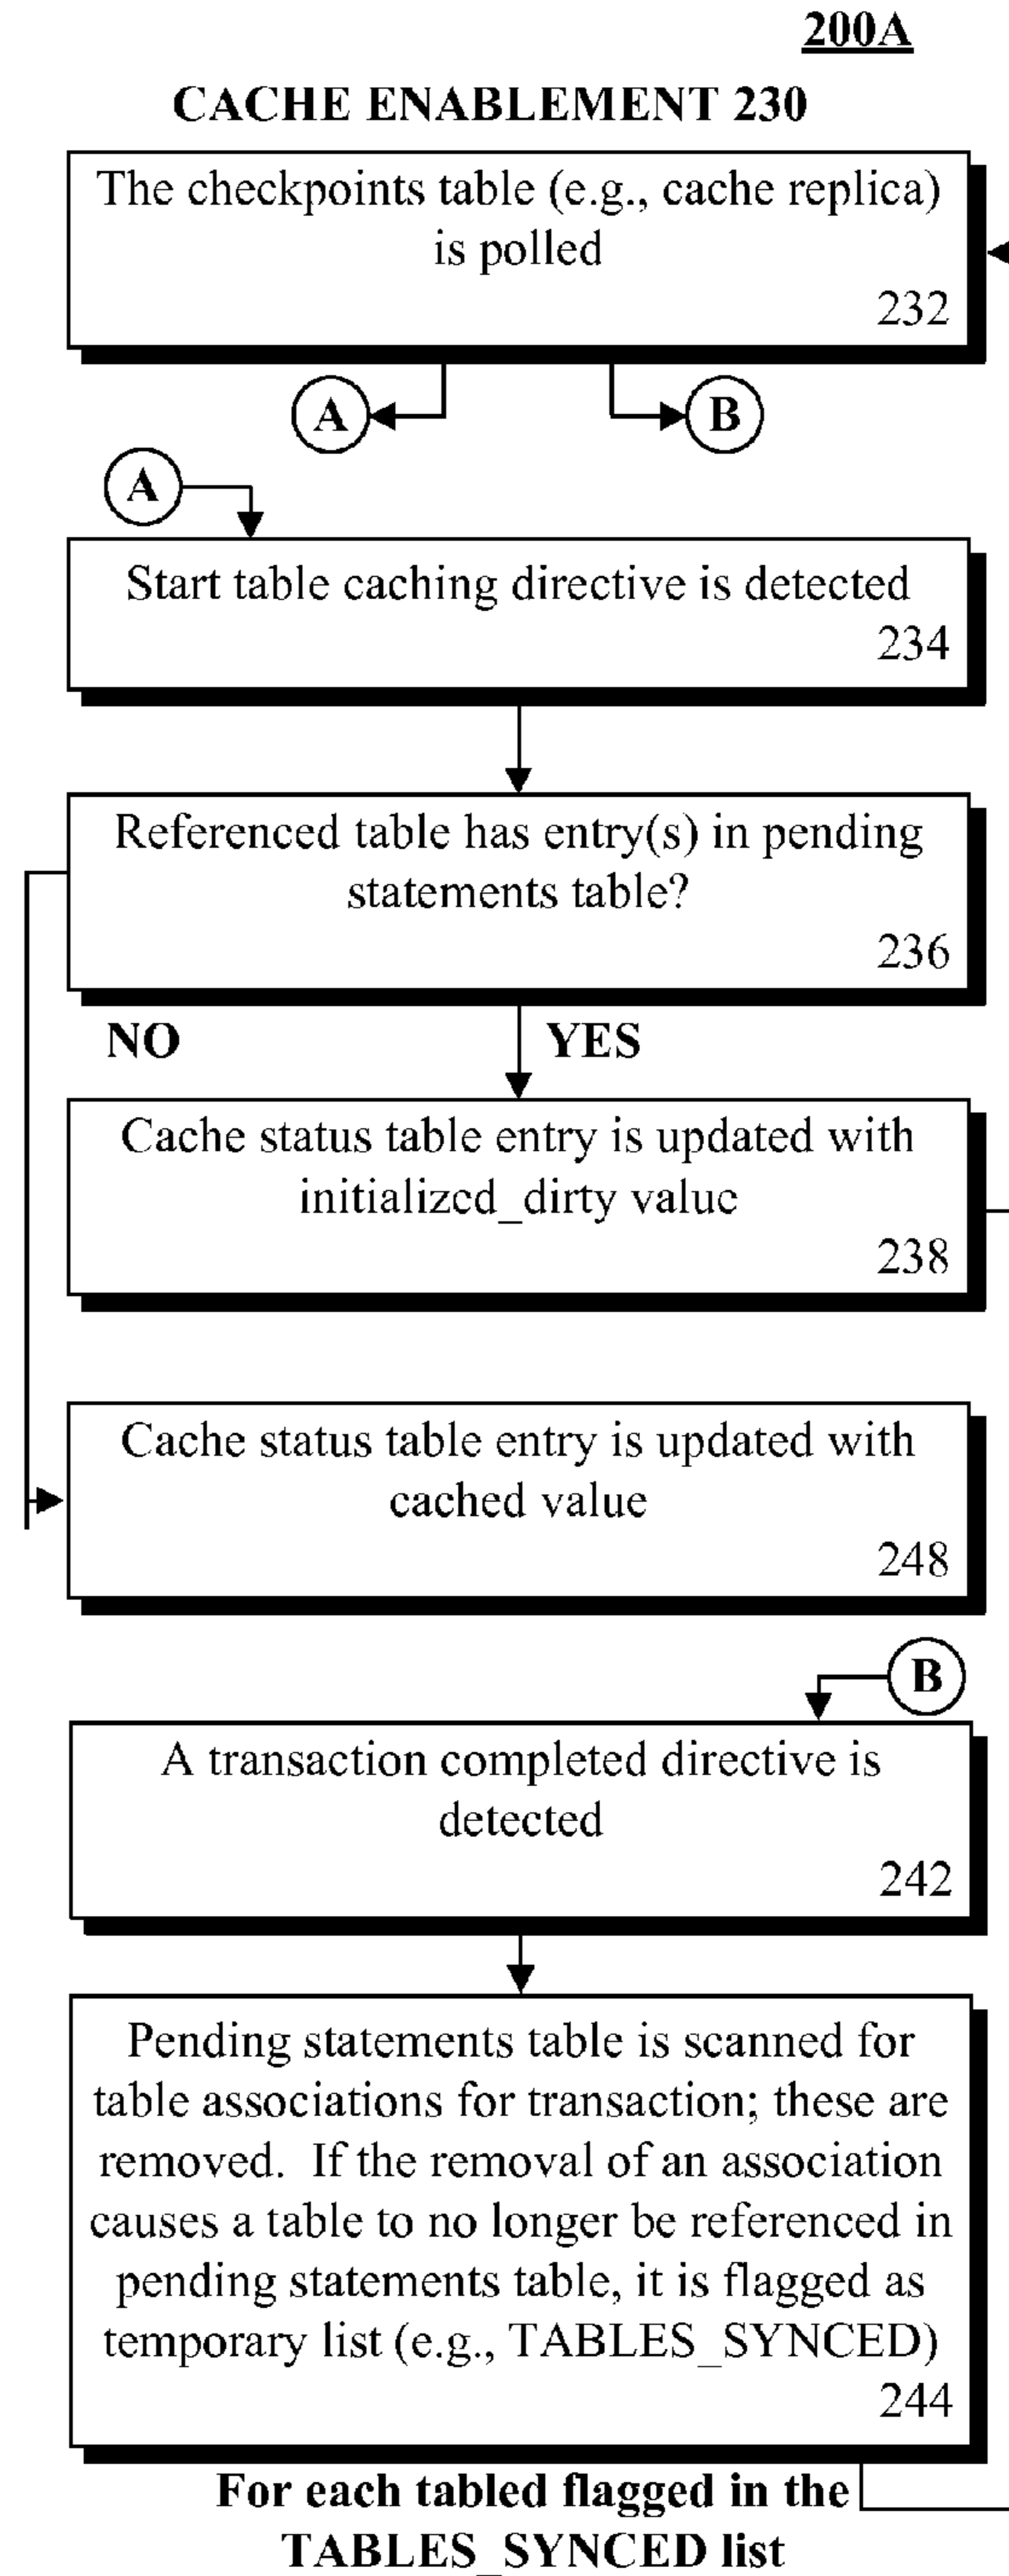 200A
CACHE ENABLEMENT 230
The checkpoints table (e.g., cache replica)
is polled
232
A
B
A
Start table caching directive is detected
234
Referenced table has entry(s) in pending
statements table?
236
NO
YES
Cache status table entry is updated with
initialized_dirty value
238
Cache status table entry is updated with
cached value
248
B
A transaction completed directive is
detected
242
Pending statements table is scanned for
table associations for transaction; these are
removed. If the removal of an association
causes a table to no longer be referenced in
pending statements table, it is flagged as
temporary list (e.g., TABLES_SYNCED)
244
For each tabled flagged in the
TABLES_SYNCED list